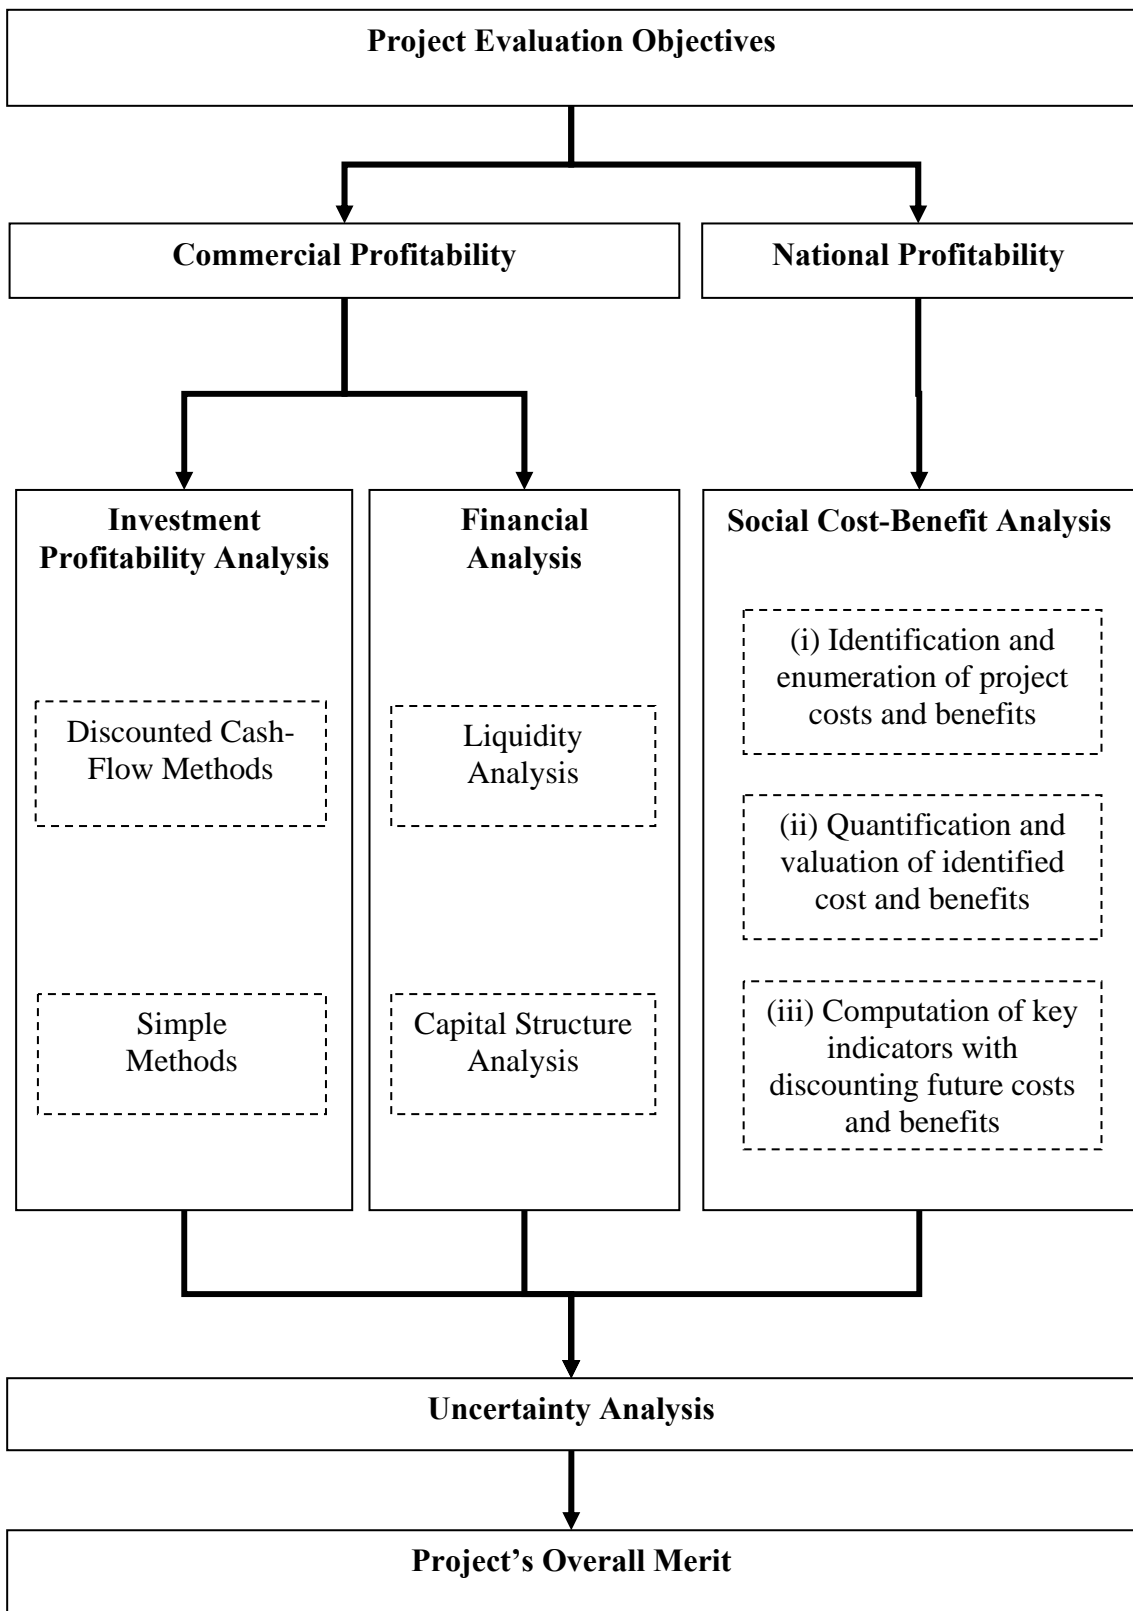 Project Evaluation Objectives
Commercial Profitability
National Profitability
Investment
Profitability Analysis
Discounted Cash-
Flow Methods
Simple
Methods
Financial
Analysis
Liquidity
Analysis
Capital Structure
Analysis
Social Cost-Benefit Analysis
(i) Identification and
enumeration of project
costs and benefits
(ii) Quantification and
valuation of identified
cost and benefits
(iii) Computation of key
indicators with
discounting future costs
and benefits
Uncertainty Analysis
Project’s Overall Merit